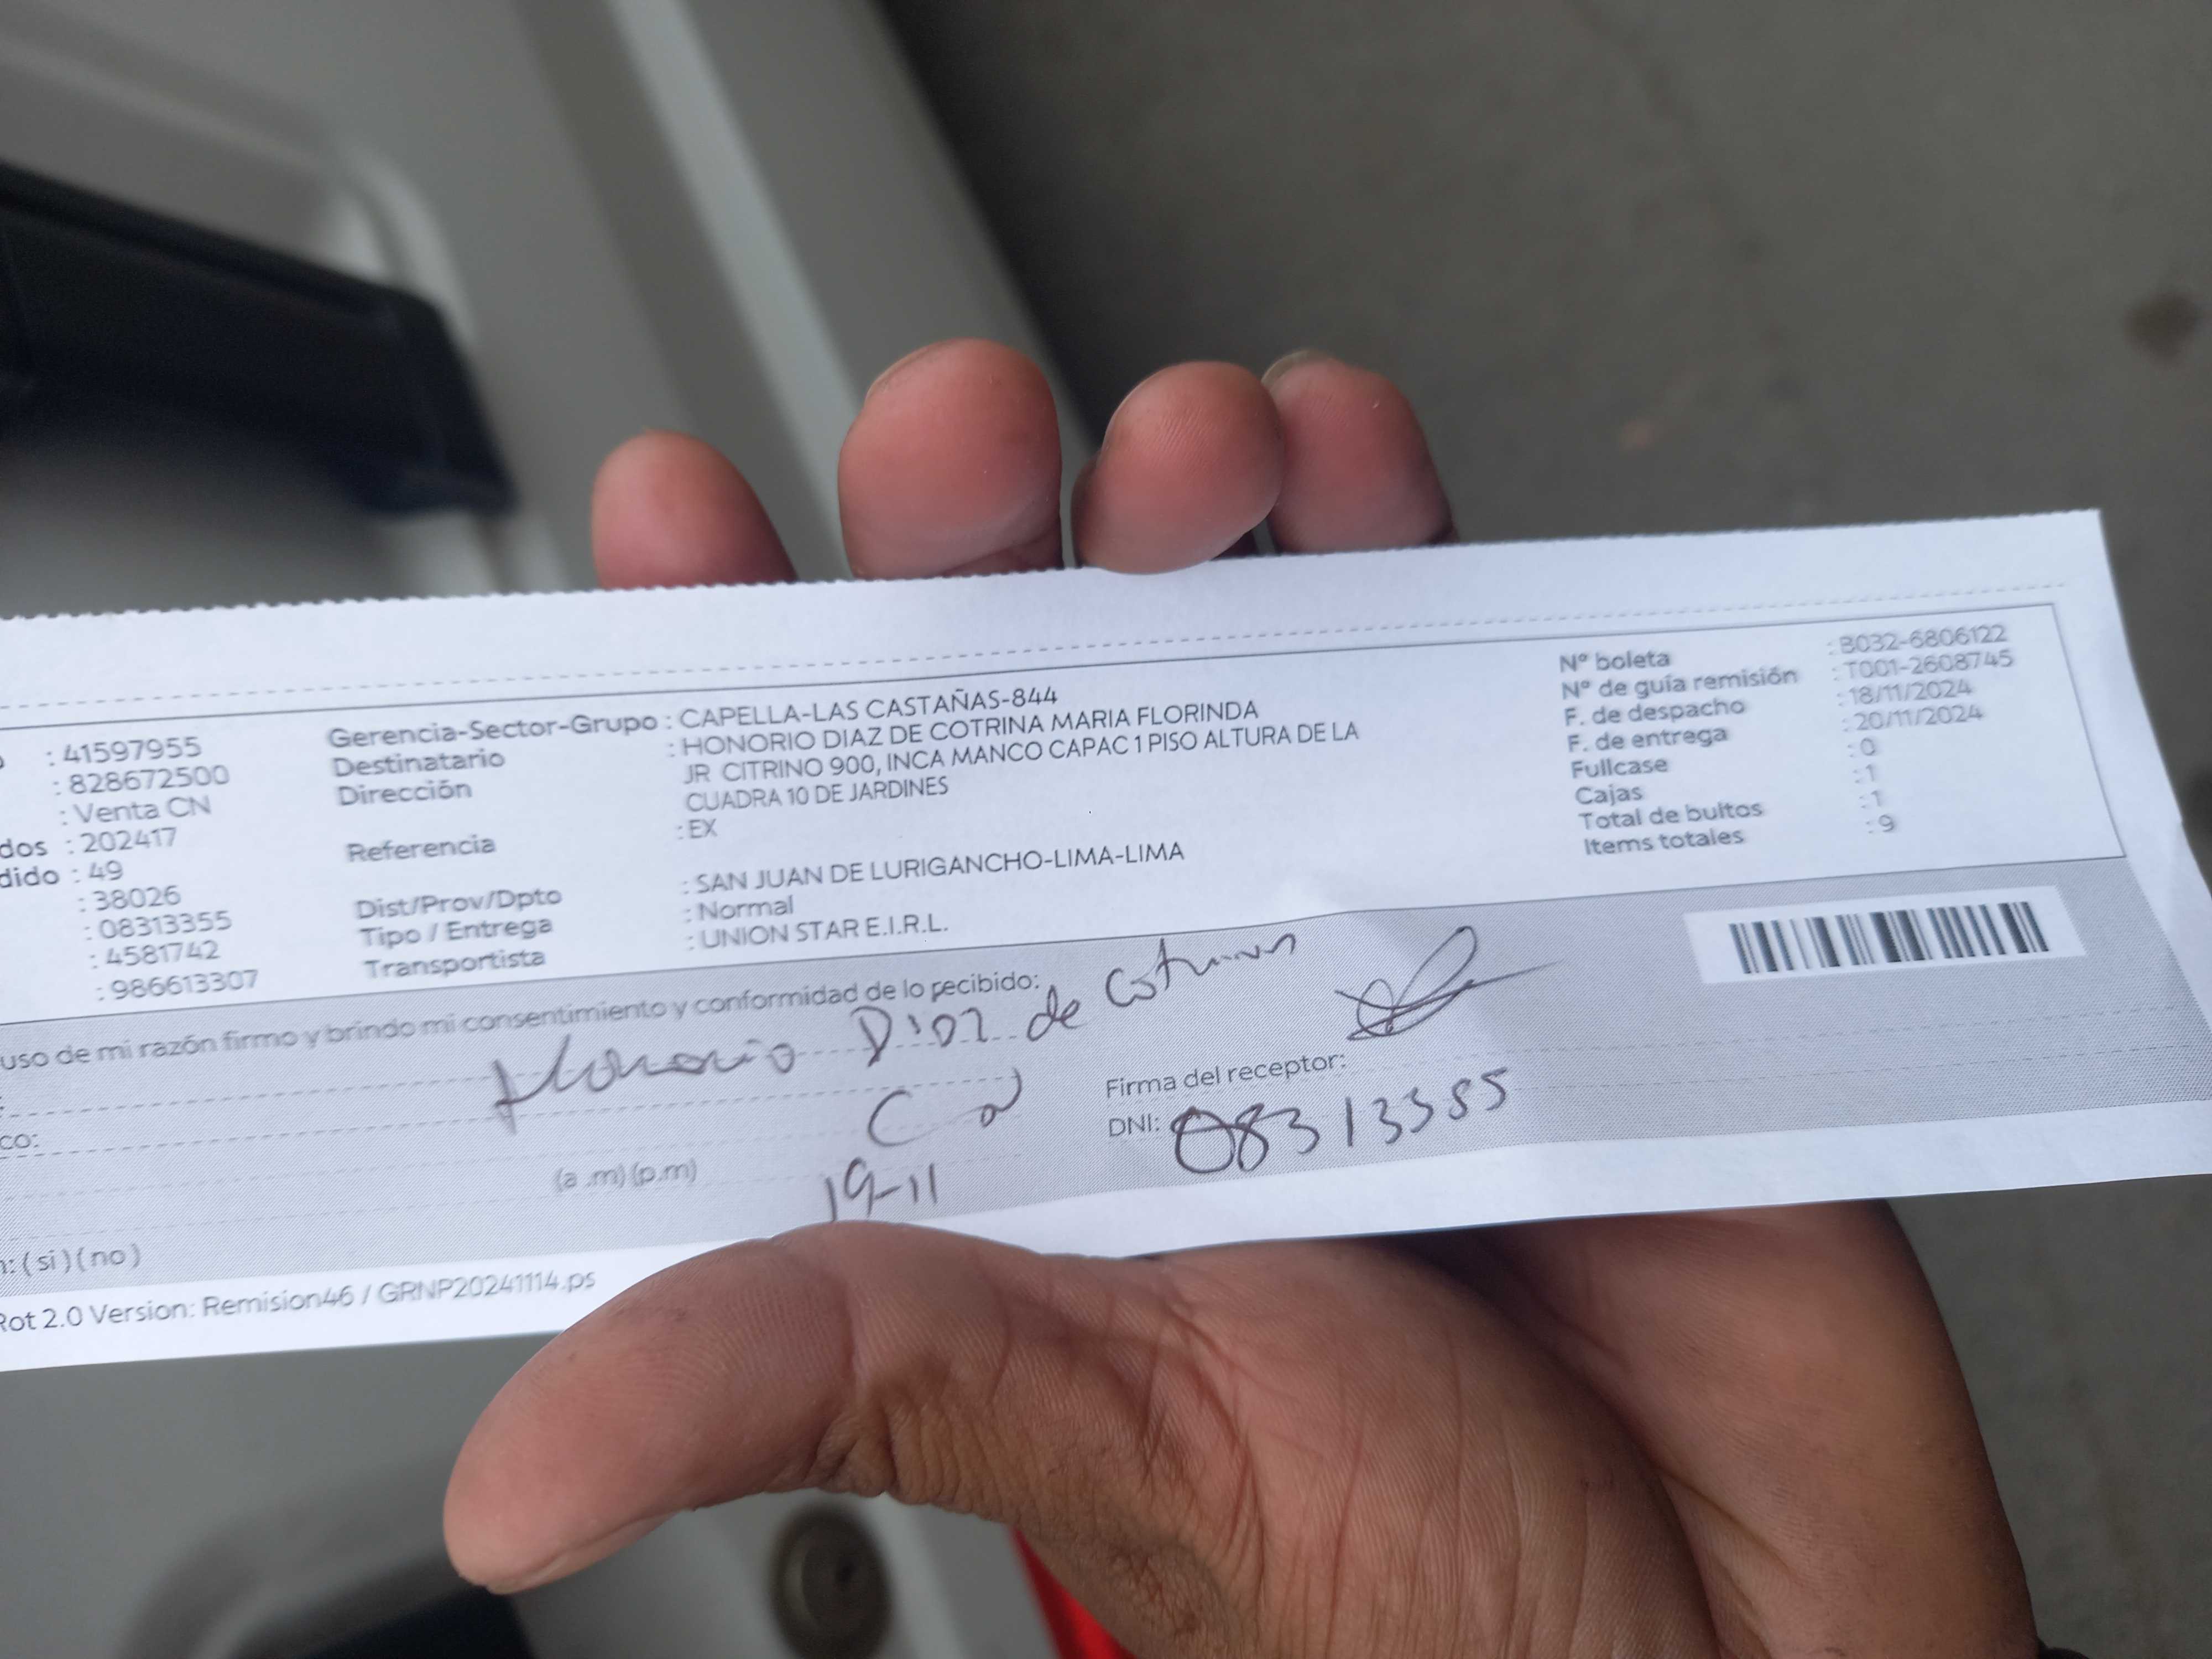 : 41597955
: 828672500
: Venta CN
dos : 202417
dido : 49
: 38026
: 08313355
: 4581742
: 986613307
Gerencia-Sector-Grupo : CAPELLA-LAS CASTAÑAS-844
Destinatario : HONORIO DIAZ DE COTRINA MARIA FLORINDA
Dirección JR CITRINO 900, INCA MANCO CAPAC 1 PISO ALTURA DE LA
CUADRA 10 DE JARDINES
Referencia : EX
Dist/Prov/Dpto : SAN JUAN DE LURIGANCHO-LIMA-LIMA
Tipo / Entrega : Normal
Transportista : UNION STAR E.I.R.L.
Nº boleta : B032-6806122
Nº de guía remisión : T001-2608745
F. de despacho : 18/11/2024
F. de entrega : 20/11/2024
Fullcase : 0
Cajas : 1
Total de bultos : 1
Items totales : 9
uso de mi razón firmo y brindo mi consentimiento y conformidad de lo recibido:
Honorio Diaz de
co:
Firma del receptor:
DNI: 08313355
(a .m) (p.m)
19-11
: ( si ) ( no )
Rot 2.0 Version: Remision46 / GRNP20241114.ps